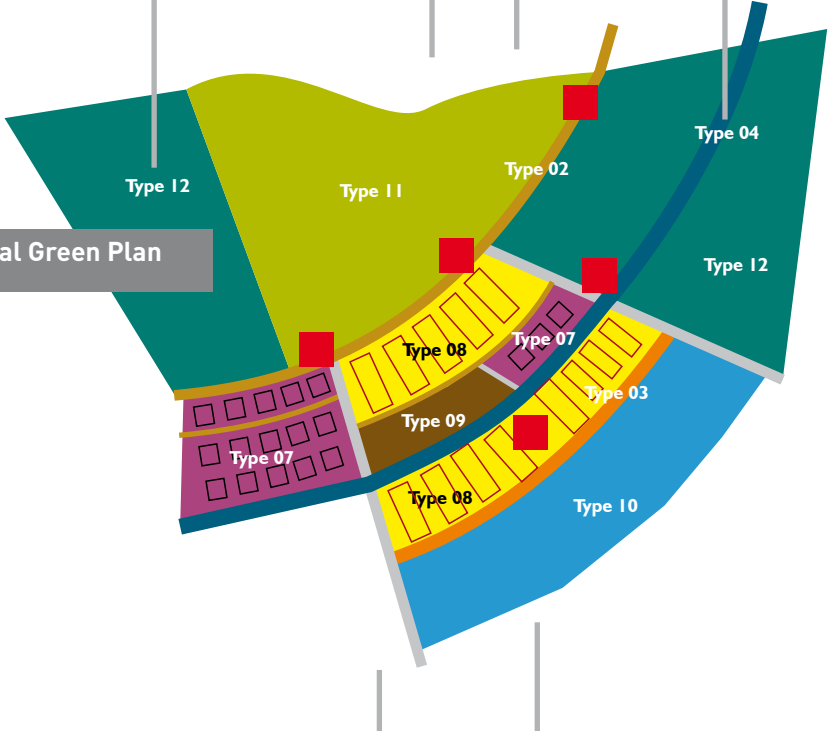 Type 04
Type 02
Type 12
Type 11
al Green Plan
Type 12
Type 07
Type 08
Type 03
Type 09
Type 07
Type 08
Type 10